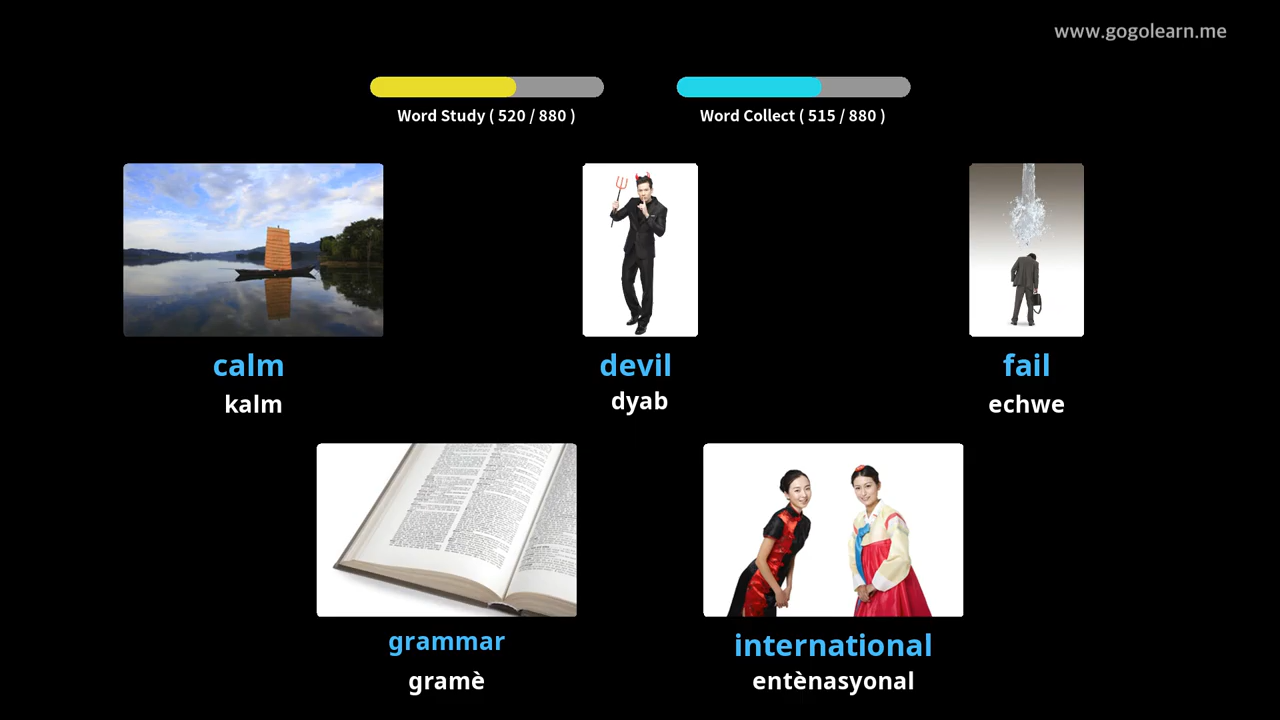 www.gogolearn.me
Word Study ( 520 / 880 )
Word Collect ( 515 / 880 )
calm
kalm
devil
dyab
fail
echwe
grammar
gramè
international
entènasyonal